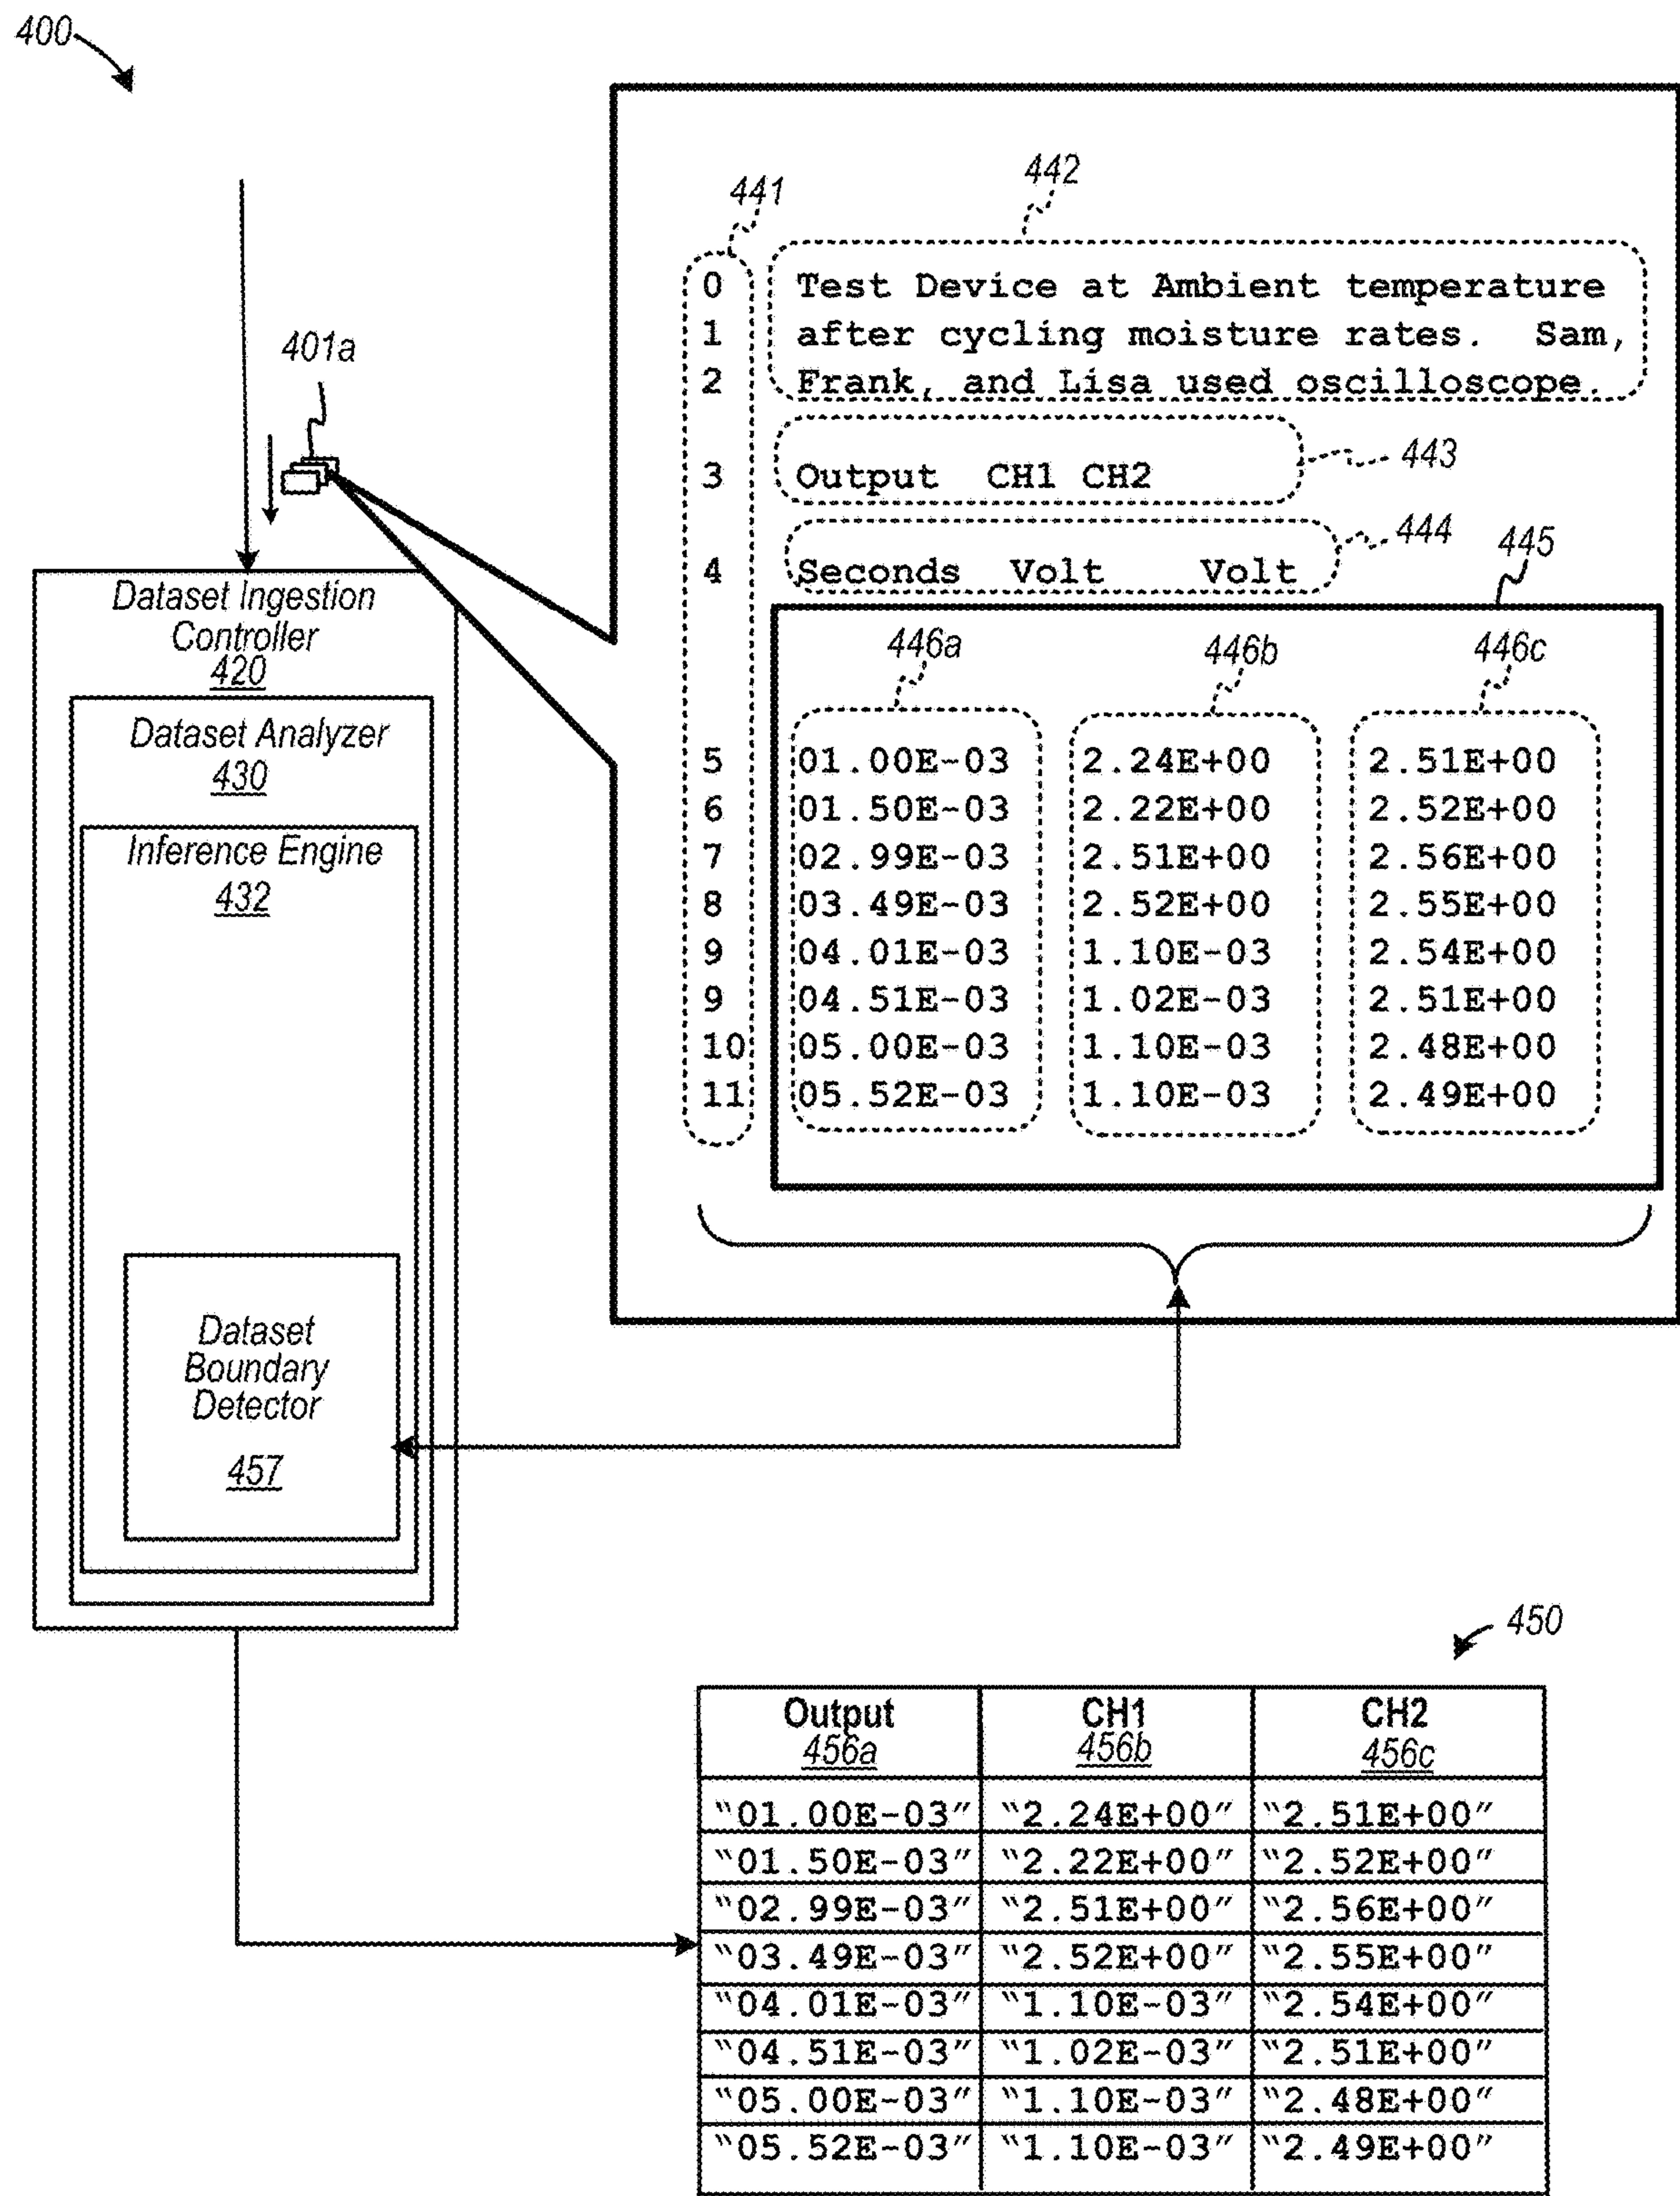 400
441
442
0 Test Device at Ambient temperature
1 after cycling moisture rates. Sam,
2 Frank, and Lisa used oscilloscope.
401a
443
3 Output CH1 CH2
444
445
4 Seconds Volt Volt
Dataset Ingestion
Controller
420
446a 446b 446c
Dataset Analyzer
430
5 01.00E-03 2.24E+00 2.51E+00
6 01.50E-03 2.22E+00 2.52E+00
7 02.99E-03 2.51E+00 2.56E+00
8 03.49E-03 2.52E+00 2.55E+00
9 04.01E-03 1.10E-03 2.54E+00
9 04.51E-03 1.02E-03 2.51E+00
10 05.00E-03 1.10E-03 2.48E+00
11 05.52E-03 1.10E-03 2.49E+00
Inference Engine
432
Dataset
Boundary
Detector
457
450
Output CH1 CH2
456a 456b 456c
"01.00E-03" "2.24E+00" "2.51E+00"
"01.50E-03" "2.22E+00" "2.52E+00"
"02.99E-03" "2.51E+00" "2.56E+00"
"03.49E-03" "2.52E+00" "2.55E+00"
"04.01E-03" "1.10E-03" "2.54E+00"
"04.51E-03" "1.02E-03" "2.51E+00"
"05.00E-03" "1.10E-03" "2.48E+00"
"05.52E-03" "1.10E-03" "2.49E+00"